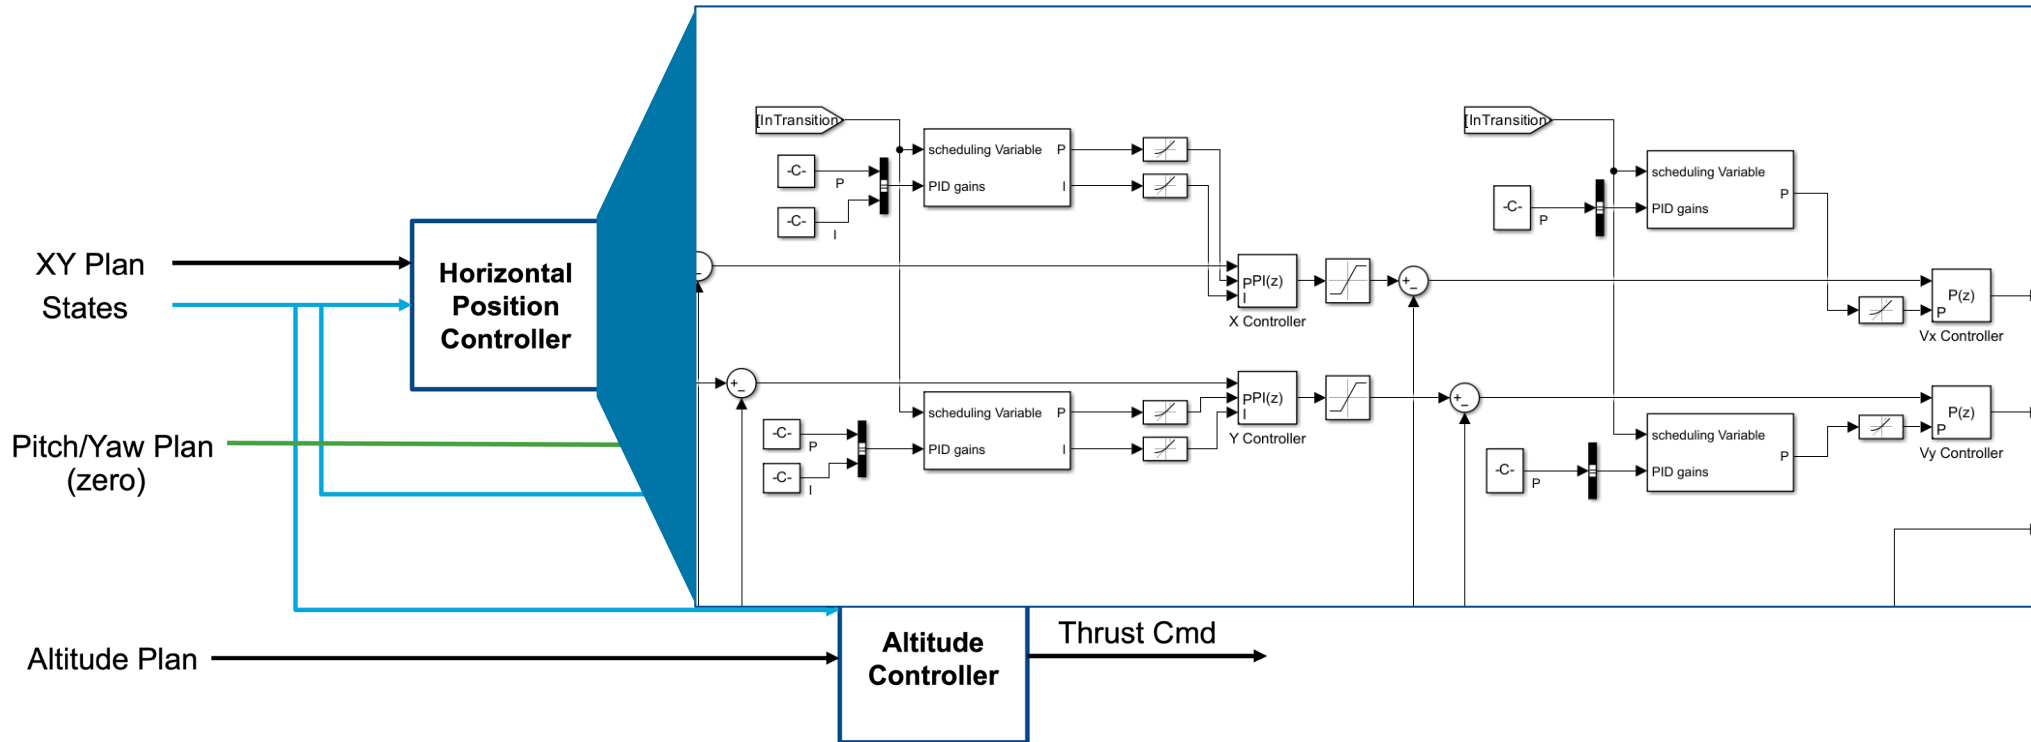 XY Plan
States
Horizontal
Position
Controller
Pitch/Yaw Plan
(zero)
Altitude Plan
Altitude
Controller
Thrust Cmd
[InTransition
-C-
P
-C-
I
scheduling Variable P
PID gains I
P PI(z)
I
X Controller
-C-
P
-C-
I
scheduling Variable P
PID gains I
P PI(z)
I
Y Controller
[InTransition
-C-
P
scheduling Variable
P
PID gains
P(z)
P
Vx Controller
-C-
P
scheduling Variable
P
PID gains
P(z)
P
Vy Controller